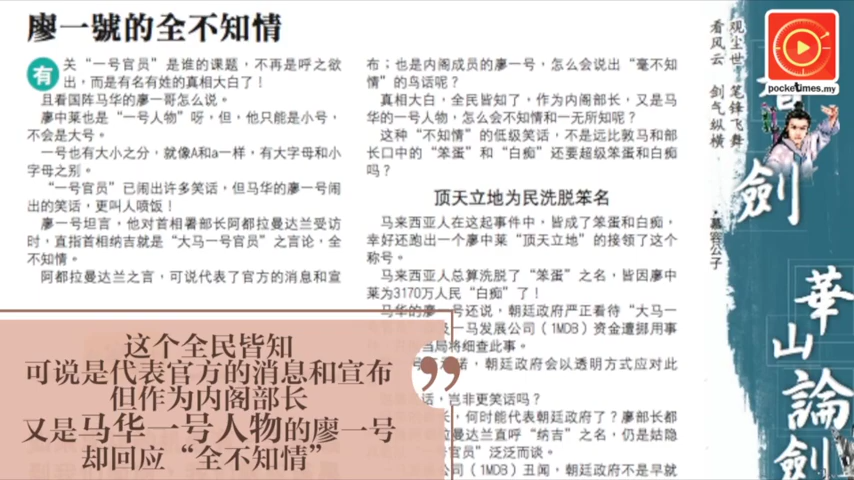 廖一號的全不知情
有关“一号官员”是谁的课题，不再是呼之欲
出，而是有名有姓的真相大白了！
且看国阵马华的廖一哥怎么说。
廖中莱也是“一号人物”呀，但，他只能是小号，
不会是大号。
一号也有大小之分，就像A和a一样，有大字母和小
字母之别。
“一号官员”已闹出许多笑话，但马华的廖一号闹
出的笑话，更叫人喷饭！
廖一号坦言，他对首相署部长阿都拉曼达兰受访
时，直指首相纳吉就是“大马一号官员”之言论，全
不知情。
阿都拉曼达兰之言，可说代表了官方的消息和宣
布；也是内阁成员的廖一号，怎么会说出“毫不知
情”的鸟话呢？
真相大白，全民皆知了，作为内阁部长，又是马
华的一号人物，怎么会不知情和一无所知呢？
这种“不知情”的低级笑话，不是远比敦马和部
长口中的“笨蛋”和“白痴”还要超级笨蛋和白痴
吗？
顶天立地为民洗脱笨名
马来西亚人在这起事件中，皆成了笨蛋和白痴，
幸好还跑出一个廖中莱“顶天立地”的接领了这个
称号。
马来西亚人总算洗脱了“笨蛋”之名，皆因廖中
莱为3170万人民“白痴”了！
马华的廖一号还说，朝廷政府严正看待“大马一
一马发展公司（1MDB）资金遭挪用事
当局将细查此事。
诺，朝廷政府会以透明方式应对此
话，岂非更笑话吗？
长，何时能代表朝廷政府了？廖部长都
拉曼达兰直呼“纳吉”之名，仍是姑隐
官员”泛泛而谈。
公司（1MDB）丑闻，朝廷政府不是早就
这个全民皆知
可说是代表官方的消息和宣布
但作为内阁部长
又是马华一号人物的廖一号
却回应“全不知情”
pocketimes.my
观尘世 笔锋飞舞
看风云 剑气纵横
·慕容公子
劍
華山論劍